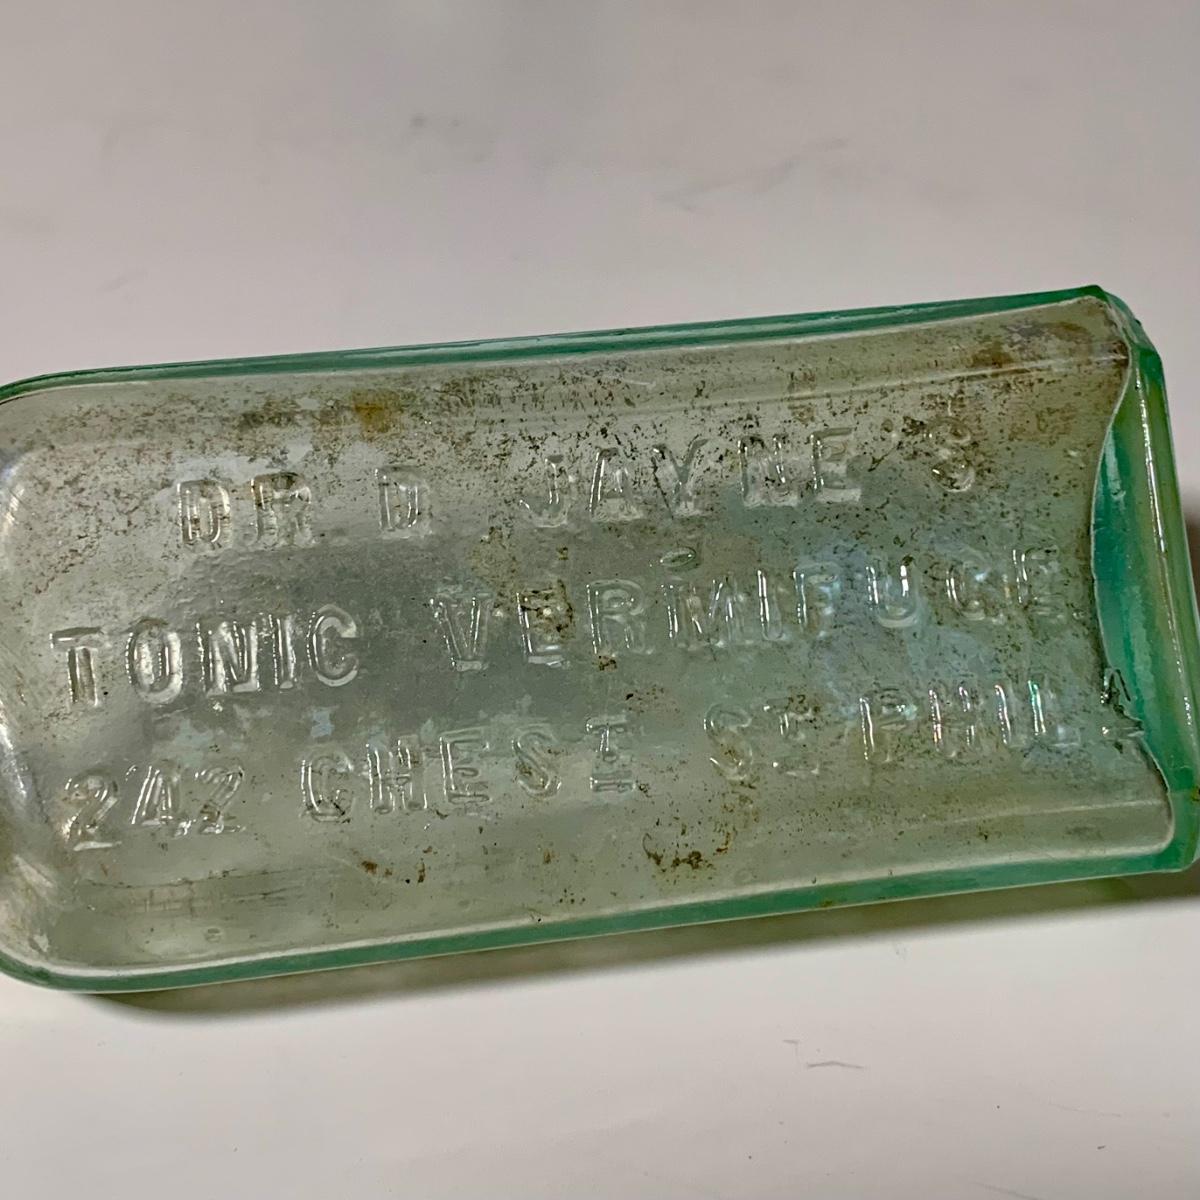 DR D JAYNE'S
TONIC VERMIFUGE
242 CHEST ST PHILA